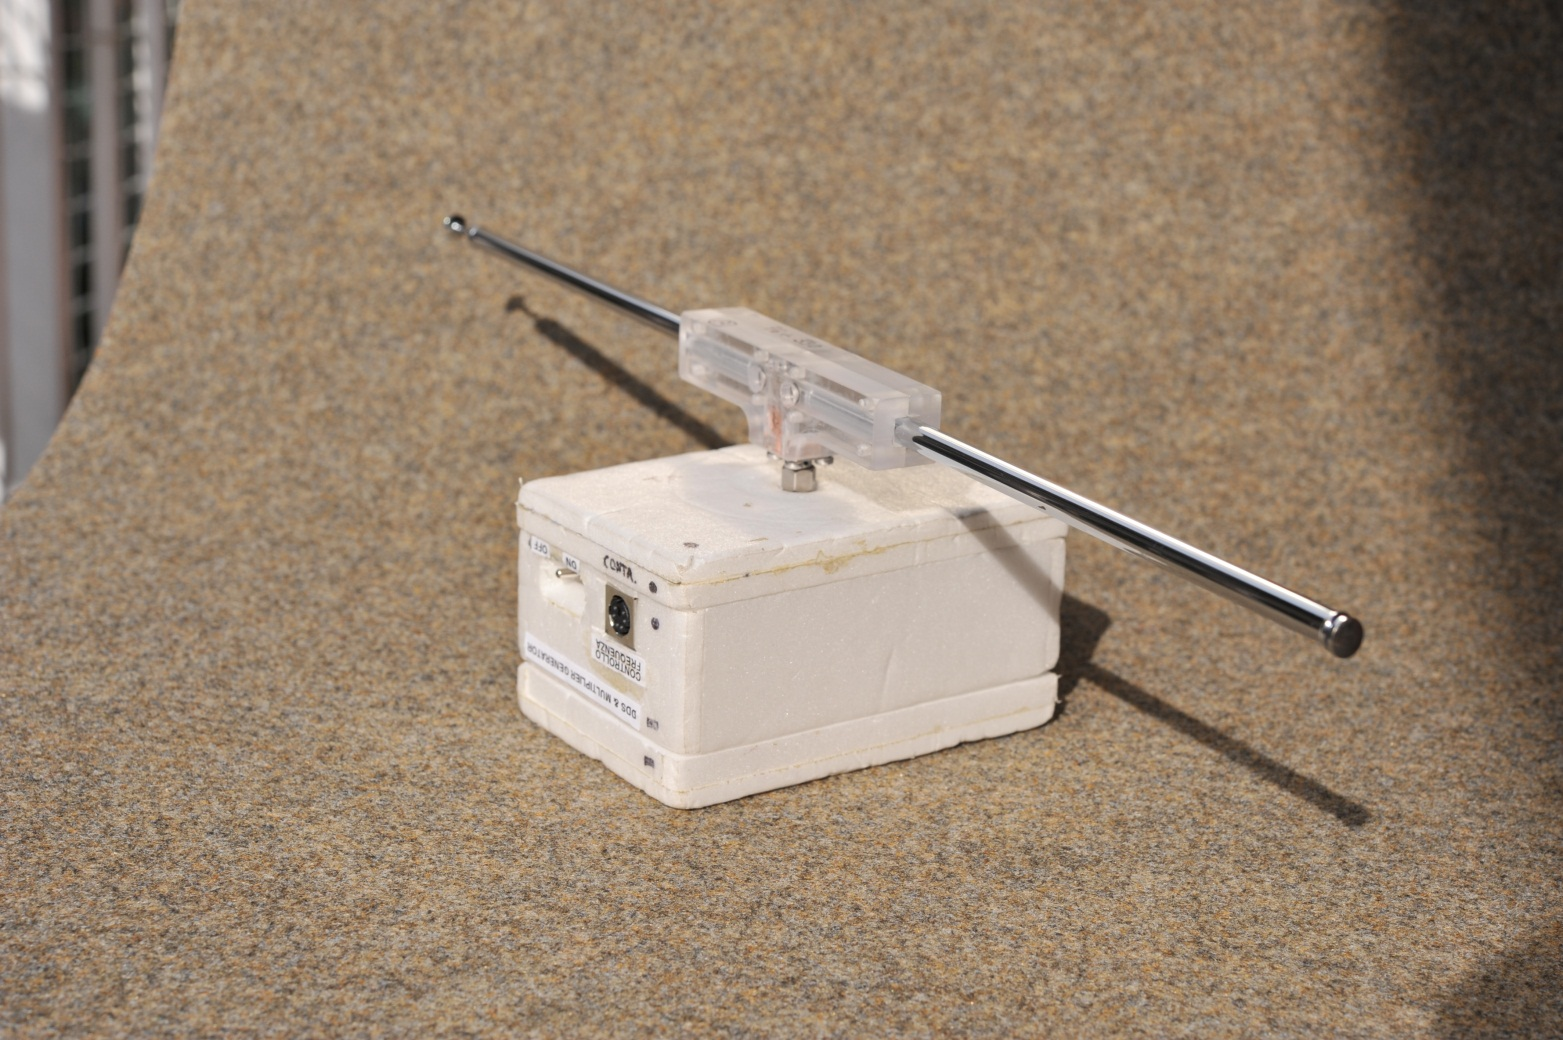 OFF
ON
CONTA.
CONTROLLO
FREQUENZA
DDS & MULTIPLIER GENERATOR